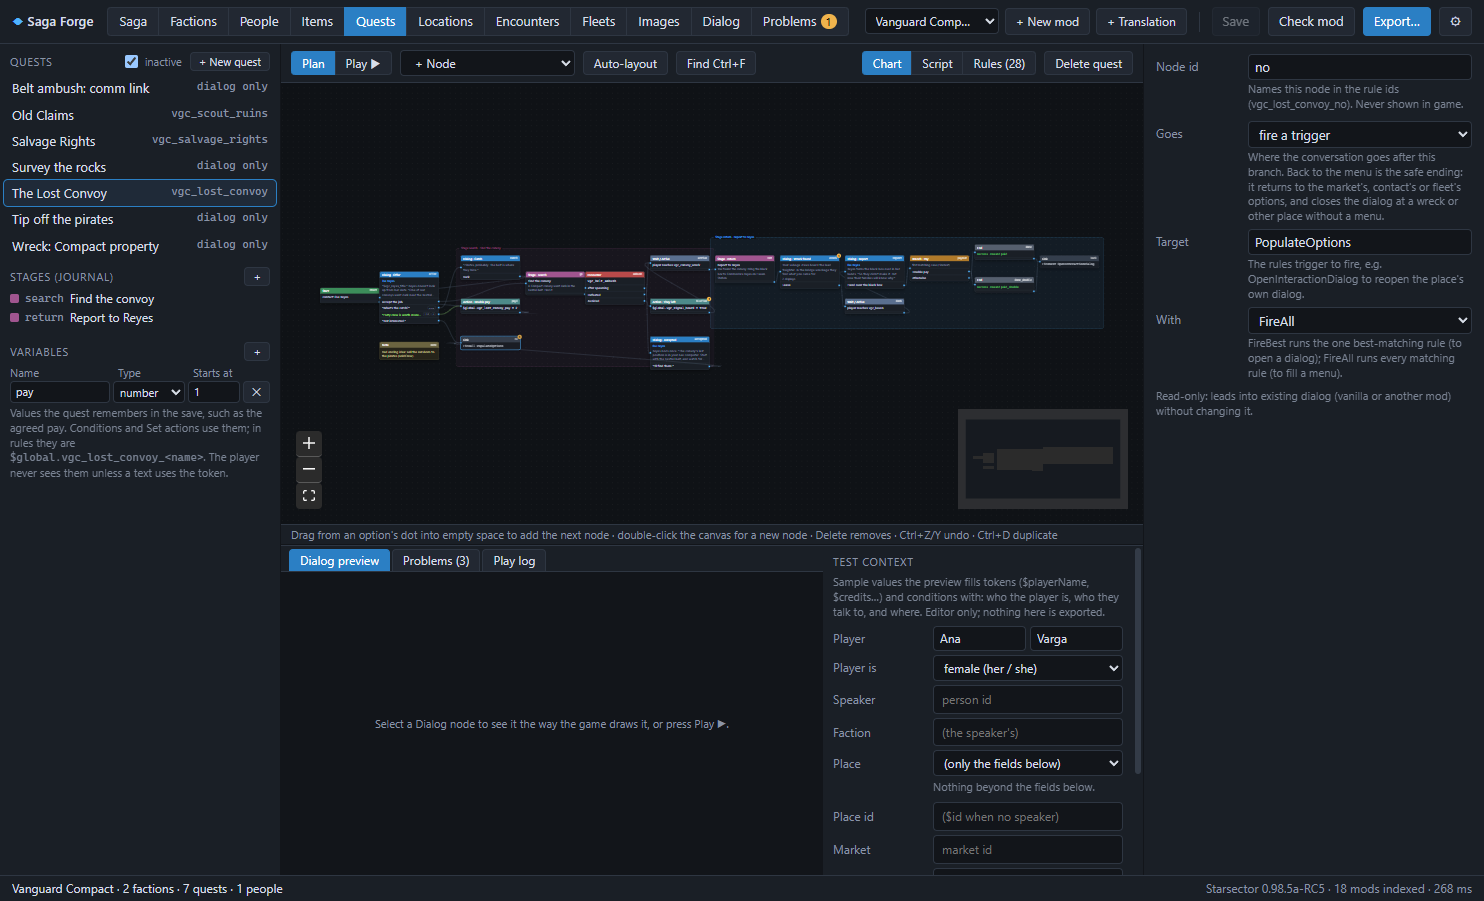 Saga Forge
Saga
Factions
People
Items
Quests
Locations
Encounters
Fleets
Images
Dialog
Problems 1
Vanguard Comp...
+ New mod
+ Translation
Save
Check mod
Export...
QUESTS
inactive
+ New quest
Belt ambush: comm link dialog only
Old Claims vgc_scout_ruins
Salvage Rights vgc_salvage_rights
Survey the rocks dialog only
The Lost Convoy vgc_lost_convoy
Tip off the pirates dialog only
Wreck: Compact property dialog only
STAGES (JOURNAL) +
search Find the convoy
return Report to Reyes
VARIABLES +
Name Type Starts at
pay number 1
Values the quest remembers in the save, such as the
agreed pay. Conditions and Set actions use them; in
rules they are
$global.vgc_lost_convoy_<name>. The player
never sees them unless a text uses the token.
Plan
Play ▶
+ Node
Auto-layout
Find Ctrl+F
Chart
Script
Rules (28)
Delete quest
Drag from an option's dot into empty space to add the next node · double-click the canvas for a new node · Delete removes · Ctrl+Z/Y undo · Ctrl+D duplicate
Dialog preview
Problems (3)
Play log
Select a Dialog node to see it the way the game draws it, or press Play ▶.
TEST CONTEXT
Sample values the preview fills tokens ($playerName,
$credits...) and conditions with: who the player is, who they
talk to, and where. Editor only; nothing here is exported.
Player Ana Varga
Player is female (her / she)
Speaker person id
Faction (the speaker's)
Place (only the fields below)
Nothing beyond the fields below.
Place id ($id when no speaker)
Market market id
Node id no
Names this node in the rule ids
(vgc_lost_convoy_no). Never shown in game.
Goes fire a trigger
Where the conversation goes after this
branch. Back to the menu is the safe ending:
it returns to the market's, contact's or fleet's
options, and closes the dialog at a wreck or
other place without a menu.
Target PopulateOptions
The rules trigger to fire, e.g.
OpenInteractionDialog to reopen the place's
own dialog.
With FireAll
FireBest runs the one best-matching rule (to
open a dialog); FireAll runs every matching
rule (to fill a menu).
Read-only: leads into existing dialog (vanilla or another mod)
without changing it.
Vanguard Compact · 2 factions · 7 quests · 1 people
Starsector 0.98.5a-RC5 · 18 mods indexed · 268 ms